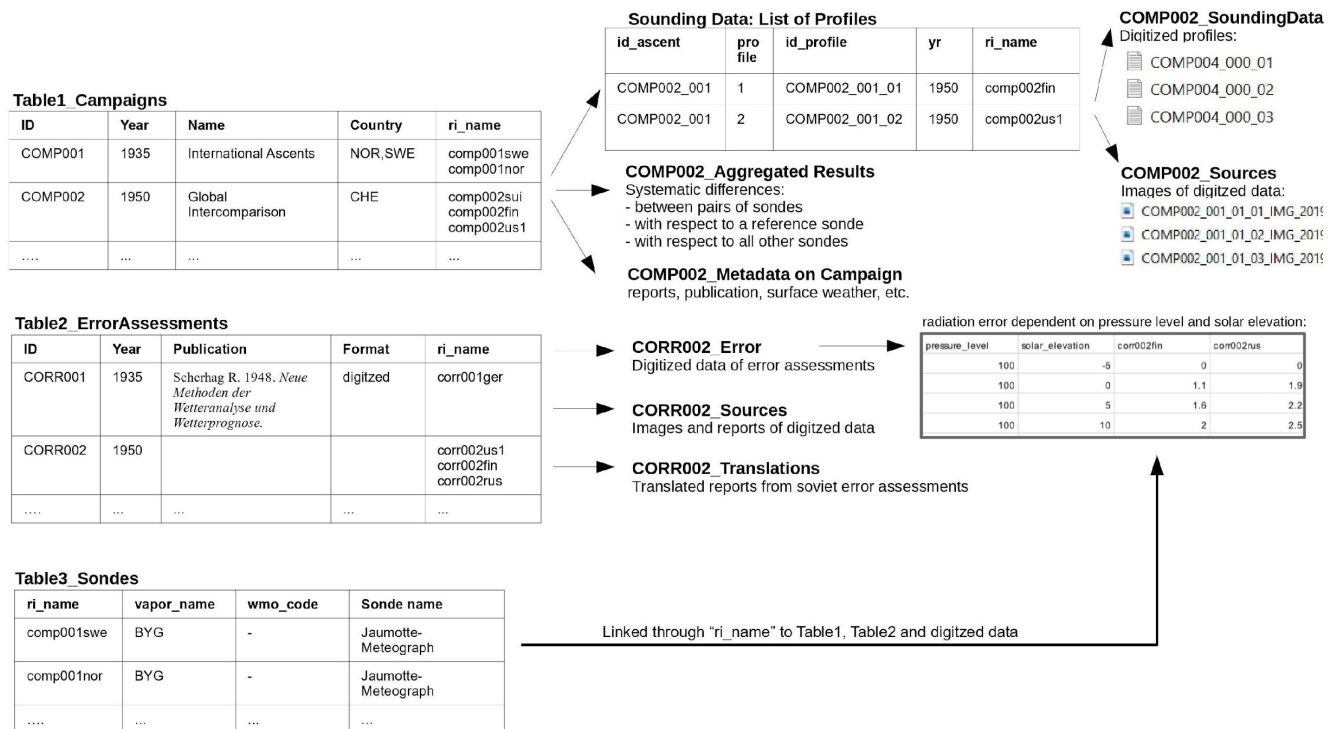 Sounding Data: List of Profiles
id_ascent pro file id_profile yr ri_name
COMP002_001 1 COMP002_001_01 1950 comp002fin
COMP002_001 2 COMP002_001_02 1950 comp002us1
COMP002_SoundingData
Digitized profiles:
COMP004_000_01
COMP004_000_02
COMP004_000_03
Table1_Campaigns
ID Year Name Country ri_name
COMP001 1935 International Ascents NOR,SWE comp001swe
comp001nor
COMP002 1950 Global CHE comp002sui
Intercomparison comp002fin
comp002us1
.... ... ... ... ...
COMP002_Aggregated Results
Systematic differences:
- between pairs of sondes
- with respect to a reference sonde
- with respect to all other sondes
COMP002_Metadata on Campaign
reports, publication, surface weather, etc.
COMP002_Sources
Images of digitzed data:
COMP002_001_01_01_IMG_2019
COMP002_001_01_02_IMG_2019
COMP002_001_01_03_IMG_2019
Table2_ErrorAssessments
ID Year Publication Format ri_name
CORR001 1935 Scherhag R. 1948. Neue digitzed corr001ger
Methoden der
Wetteranalyse und
Wetterprognose.
CORR002 1950 corr002us1
corr002fin
corr002rus
.... ... ... ... ...
CORR002_Error
Digitized data of error assessments
CORR002_Sources
Images and reports of digitzed data
CORR002_Translations
Translated reports from soviet error assessments
radiation error dependent on pressure level and solar elevation:
pressure_level solar_elevation corr002fin corr002rus
100 -5 0 0
100 0 1.1 1.9
100 5 1.6 2.2
100 10 2 2.5
Table3_Sondes
ri_name vapor_name wmo_code Sonde name
comp001swe BYG - Jaumotte-
Meteograph
comp001nor BYG - Jaumotte-
Meteograph
.... ... ... ...
Linked through “ri_name” to Table1, Table2 and digitzed data